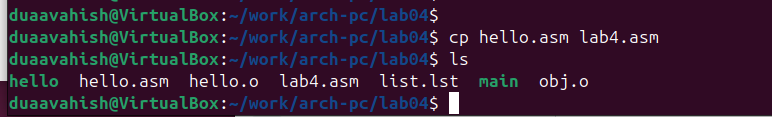 duaavahish@VirtualBox:~/work/arch-pc/lab04$
duaavahish@VirtualBox:~/work/arch-pc/lab04$ cp hello.asm lab4.asm
duaavahish@VirtualBox:~/work/arch-pc/lab04$ ls
hello  hello.asm  hello.o  lab4.asm  list.lst  main  obj.o
duaavahish@VirtualBox:~/work/arch-pc/lab04$